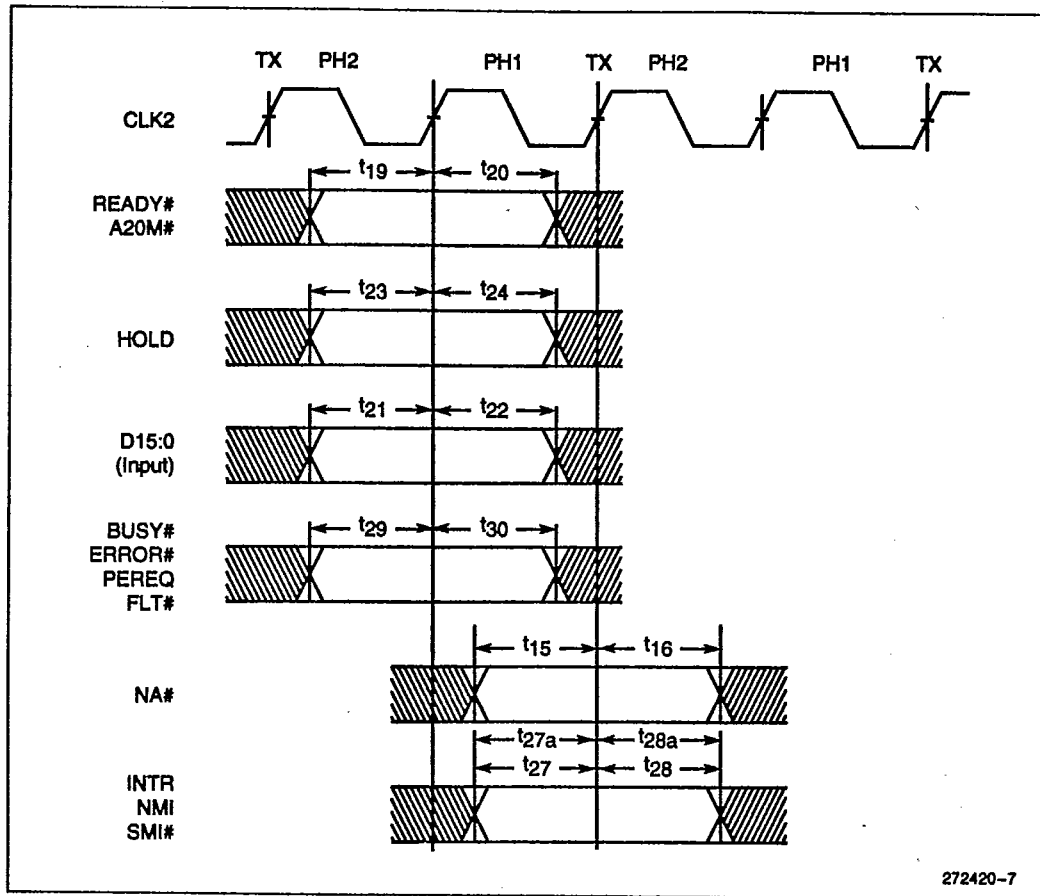 TX PH2 PH1 TX PH2 PH1 TX
CLK2
t19 t20
READY#
A20M#
t23 t24
HOLD
t21 t22
D15:0
(Input)
t29 t30
BUSY#
ERROR#
PEREQ
FLT#
t15 t16
NA#
t27a t28a
t27 t28
INTR
NMI
SMI#
272420-7